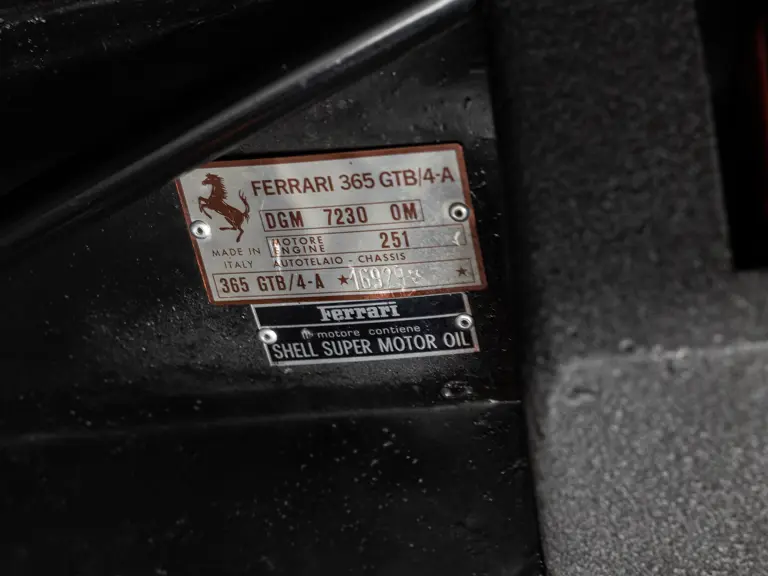 FERRARI 365 GTB/4-A
DGM 7230 OM
MADE IN ITALY
MOTORE ENGINE 251
AUTOTELAIO - CHASSIS
365 GTB/4-A
Ferrari
il motore contiene
SHELL SUPER MOTOR OIL